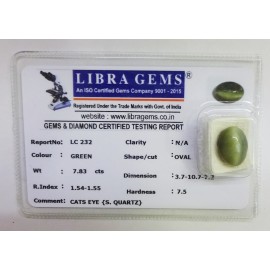 LIBRA GEMS®
An ISO Certified Gems Company 9001 - 2015
Registered Under the Trade Marks with Govt. of India
website : www.libragems.co.in
GEMS & DIAMOND CERTIFIED TESTING REPORT
ReportNo: LC 232 Clarity : N/A
Colour : GREEN Shape/cut : OVAL
Wt : 7.83 cts Dimension : 3.7-10.7-7.7
R.Index : 1.54-1.55 Hardness : 7.5
Comment: CATS EYE {S. QUARTZ}